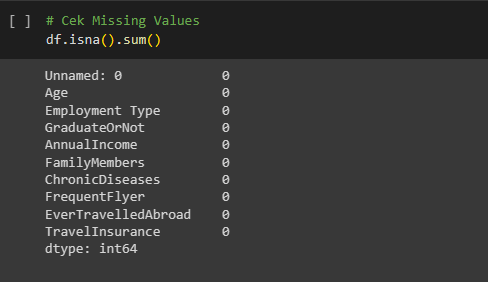 [ ] # Cek Missing Values
df.isna().sum()
Unnamed: 0 0
Age 0
Employment Type 0
GraduateOrNot 0
AnnualIncome 0
FamilyMembers 0
ChronicDiseases 0
FrequentFlyer 0
EverTravelledAbroad 0
TravelInsurance 0
dtype: int64